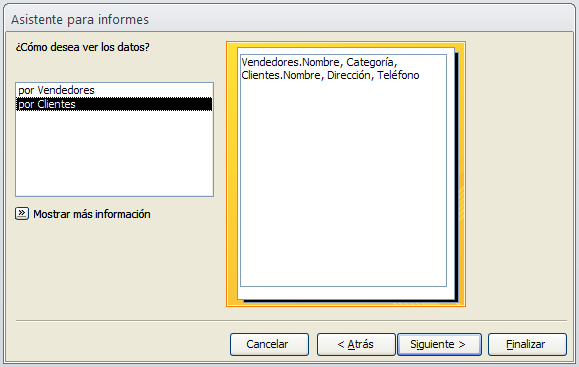 Asistente para informes
¿Cómo desea ver los datos?
por Vendedores
por Clientes
Mostrar más información
Vendedores.Nombre, Categoría,
Clientes.Nombre, Dirección, Teléfono
Cancelar
< Atrás
Siguiente >
Finalizar